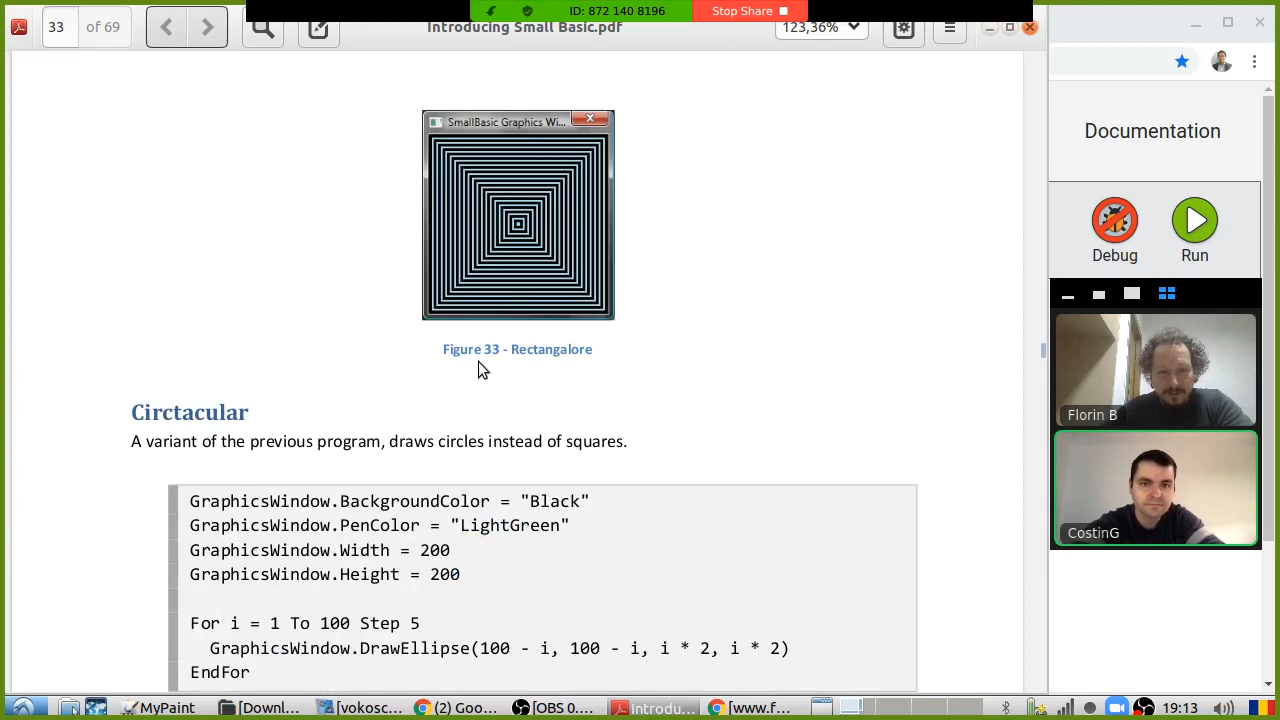 ID: 872 140 8196
Stop Share
33
of 69
Introducing Small Basic.pdf
123,36%
SmallBasic Graphics Wi...
Figure 33 - Rectangalore
Circtacular
A variant of the previous program, draws circles instead of squares.
GraphicsWindow.BackgroundColor = "Black"
GraphicsWindow.PenColor = "LightGreen"
GraphicsWindow.Width = 200
GraphicsWindow.Height = 200
For i = 1 To 100 Step 5
GraphicsWindow.DrawEllipse(100 - i, 100 - i, i * 2, i * 2)
EndFor
Documentation
Debug
Run
Florin B
CostinG
MyPaint
[Downl...
[vokosc...
(2) Goo...
[OBS 0....
Introdu...
[www.f...
19:13